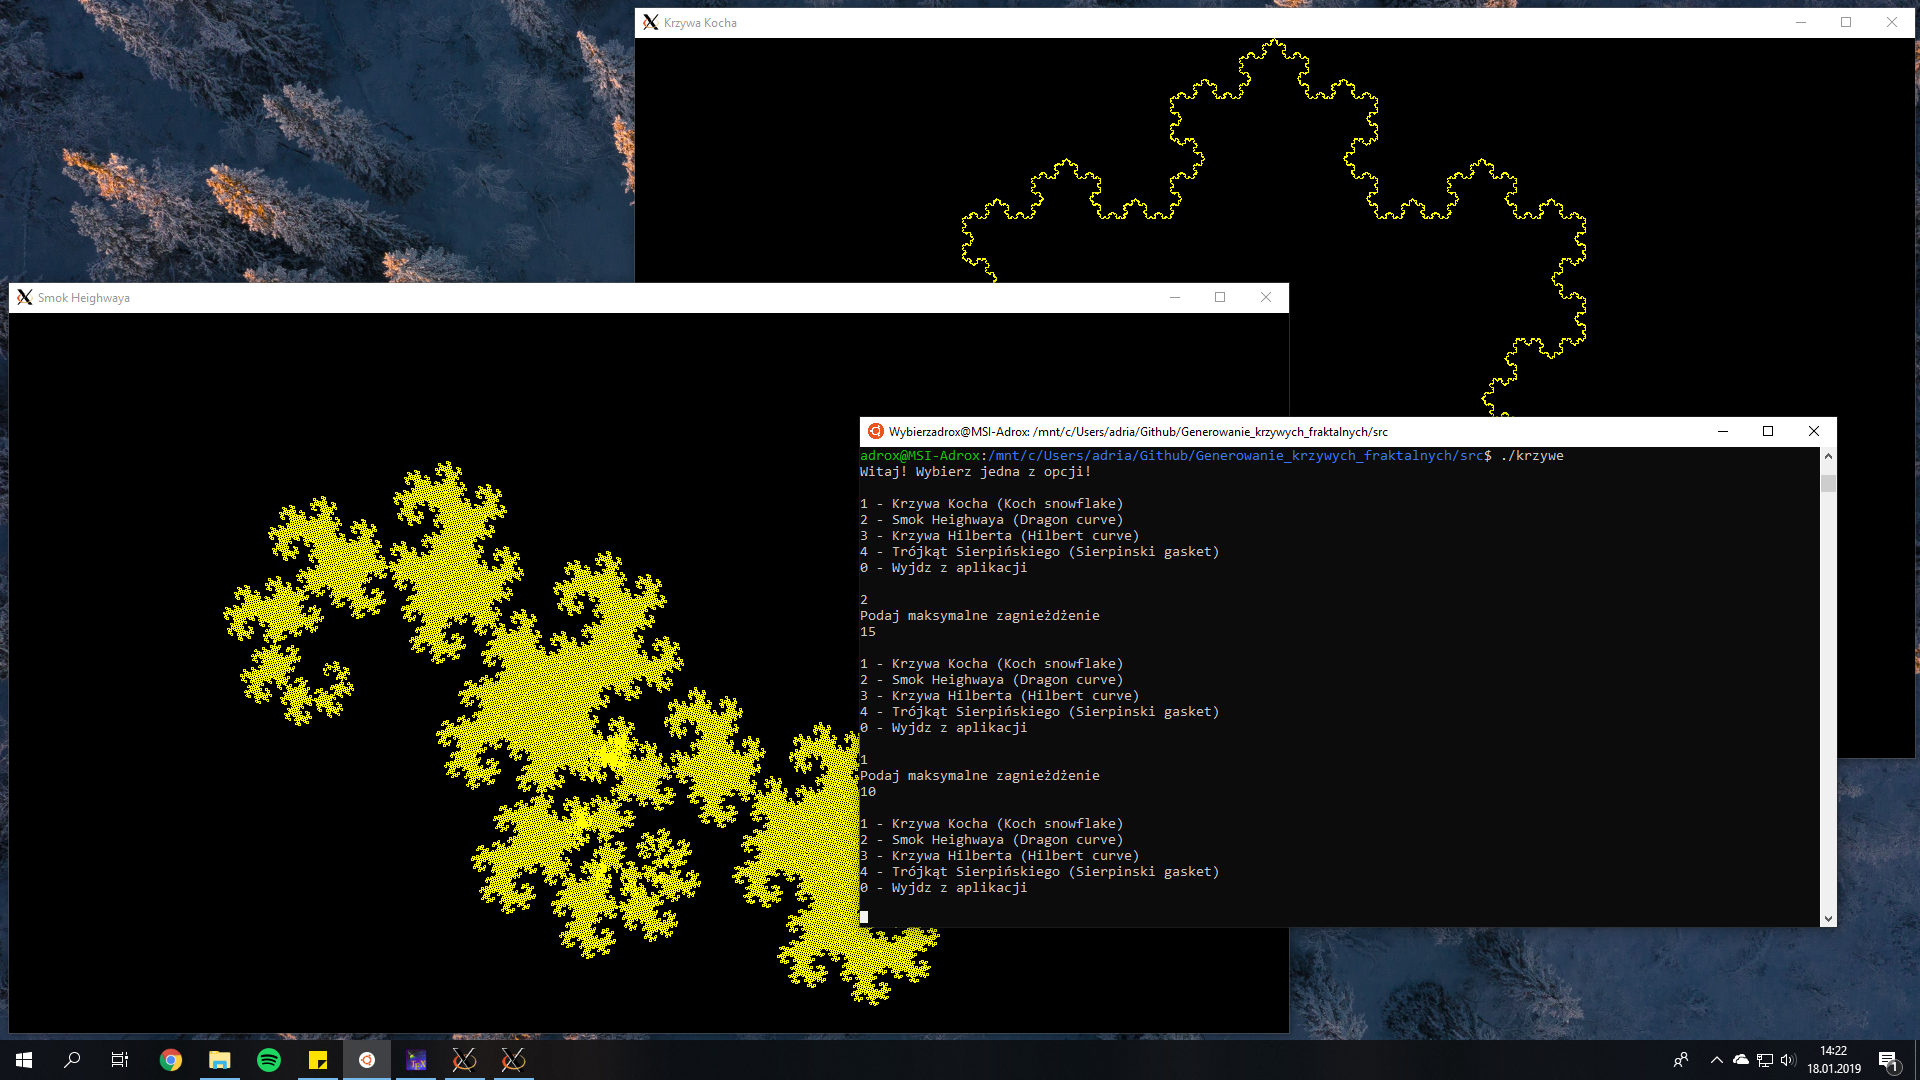 Krzywa Kocha
Smok Heighwaya
Wybierzadrox@MSI-Adrox: /mnt/c/Users/adria/Github/Generowanie_krzywych_fraktalnych/src
adrox@MSI-Adrox:/mnt/c/Users/adria/Github/Generowanie_krzywych_fraktalnych/src$ ./krzywe
Witaj! Wybierz jedna z opcji!
1 - Krzywa Kocha (Koch snowflake)
2 - Smok Heighwaya (Dragon curve)
3 - Krzywa Hilberta (Hilbert curve)
4 - Trójkąt Sierpińskiego (Sierpinski gasket)
0 - Wyjdz z aplikacji
2
Podaj maksymalne zagnieżdżenie
15
1 - Krzywa Kocha (Koch snowflake)
2 - Smok Heighwaya (Dragon curve)
3 - Krzywa Hilberta (Hilbert curve)
4 - Trójkąt Sierpińskiego (Sierpinski gasket)
0 - Wyjdz z aplikacji
1
Podaj maksymalne zagnieżdżenie
10
1 - Krzywa Kocha (Koch snowflake)
2 - Smok Heighwaya (Dragon curve)
3 - Krzywa Hilberta (Hilbert curve)
4 - Trójkąt Sierpińskiego (Sierpinski gasket)
0 - Wyjdz z aplikacji
14:22
18.01.2019
1